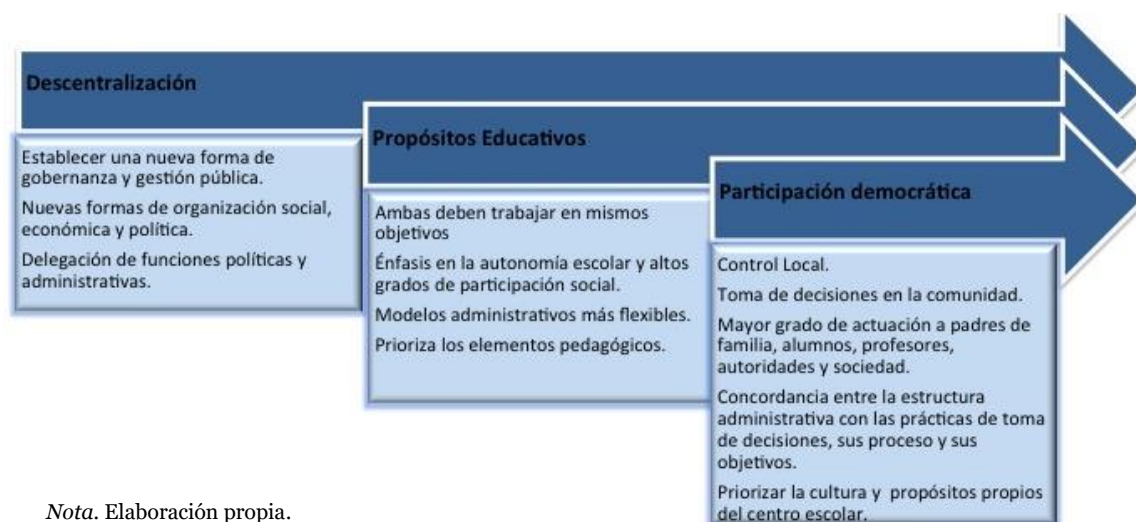 Descentralización
Establecer una nueva forma de
gobernanza y gestión pública.
Nuevas formas de organización social,
económica y política.
Delegación de funciones políticas y
administrativas.
Propósitos Educativos
Ambas deben trabajar en mismos
objetivos
Énfasis en la autonomía escolar y altos
grados de participación social.
Modelos administrativos más flexibles.
Prioriza los elementos pedagógicos.
Participación democrática
Control Local.
Toma de decisiones en la comunidad.
Mayor grado de actuación a padres de
familia, alumnos, profesores,
autoridades y sociedad.
Concordancia entre la estructura
administrativa con las prácticas de toma
de decisiones, sus proceso y sus
objetivos.
Priorizar la cultura y propósitos propios
del centro escolar.
Nota. Elaboración propia.